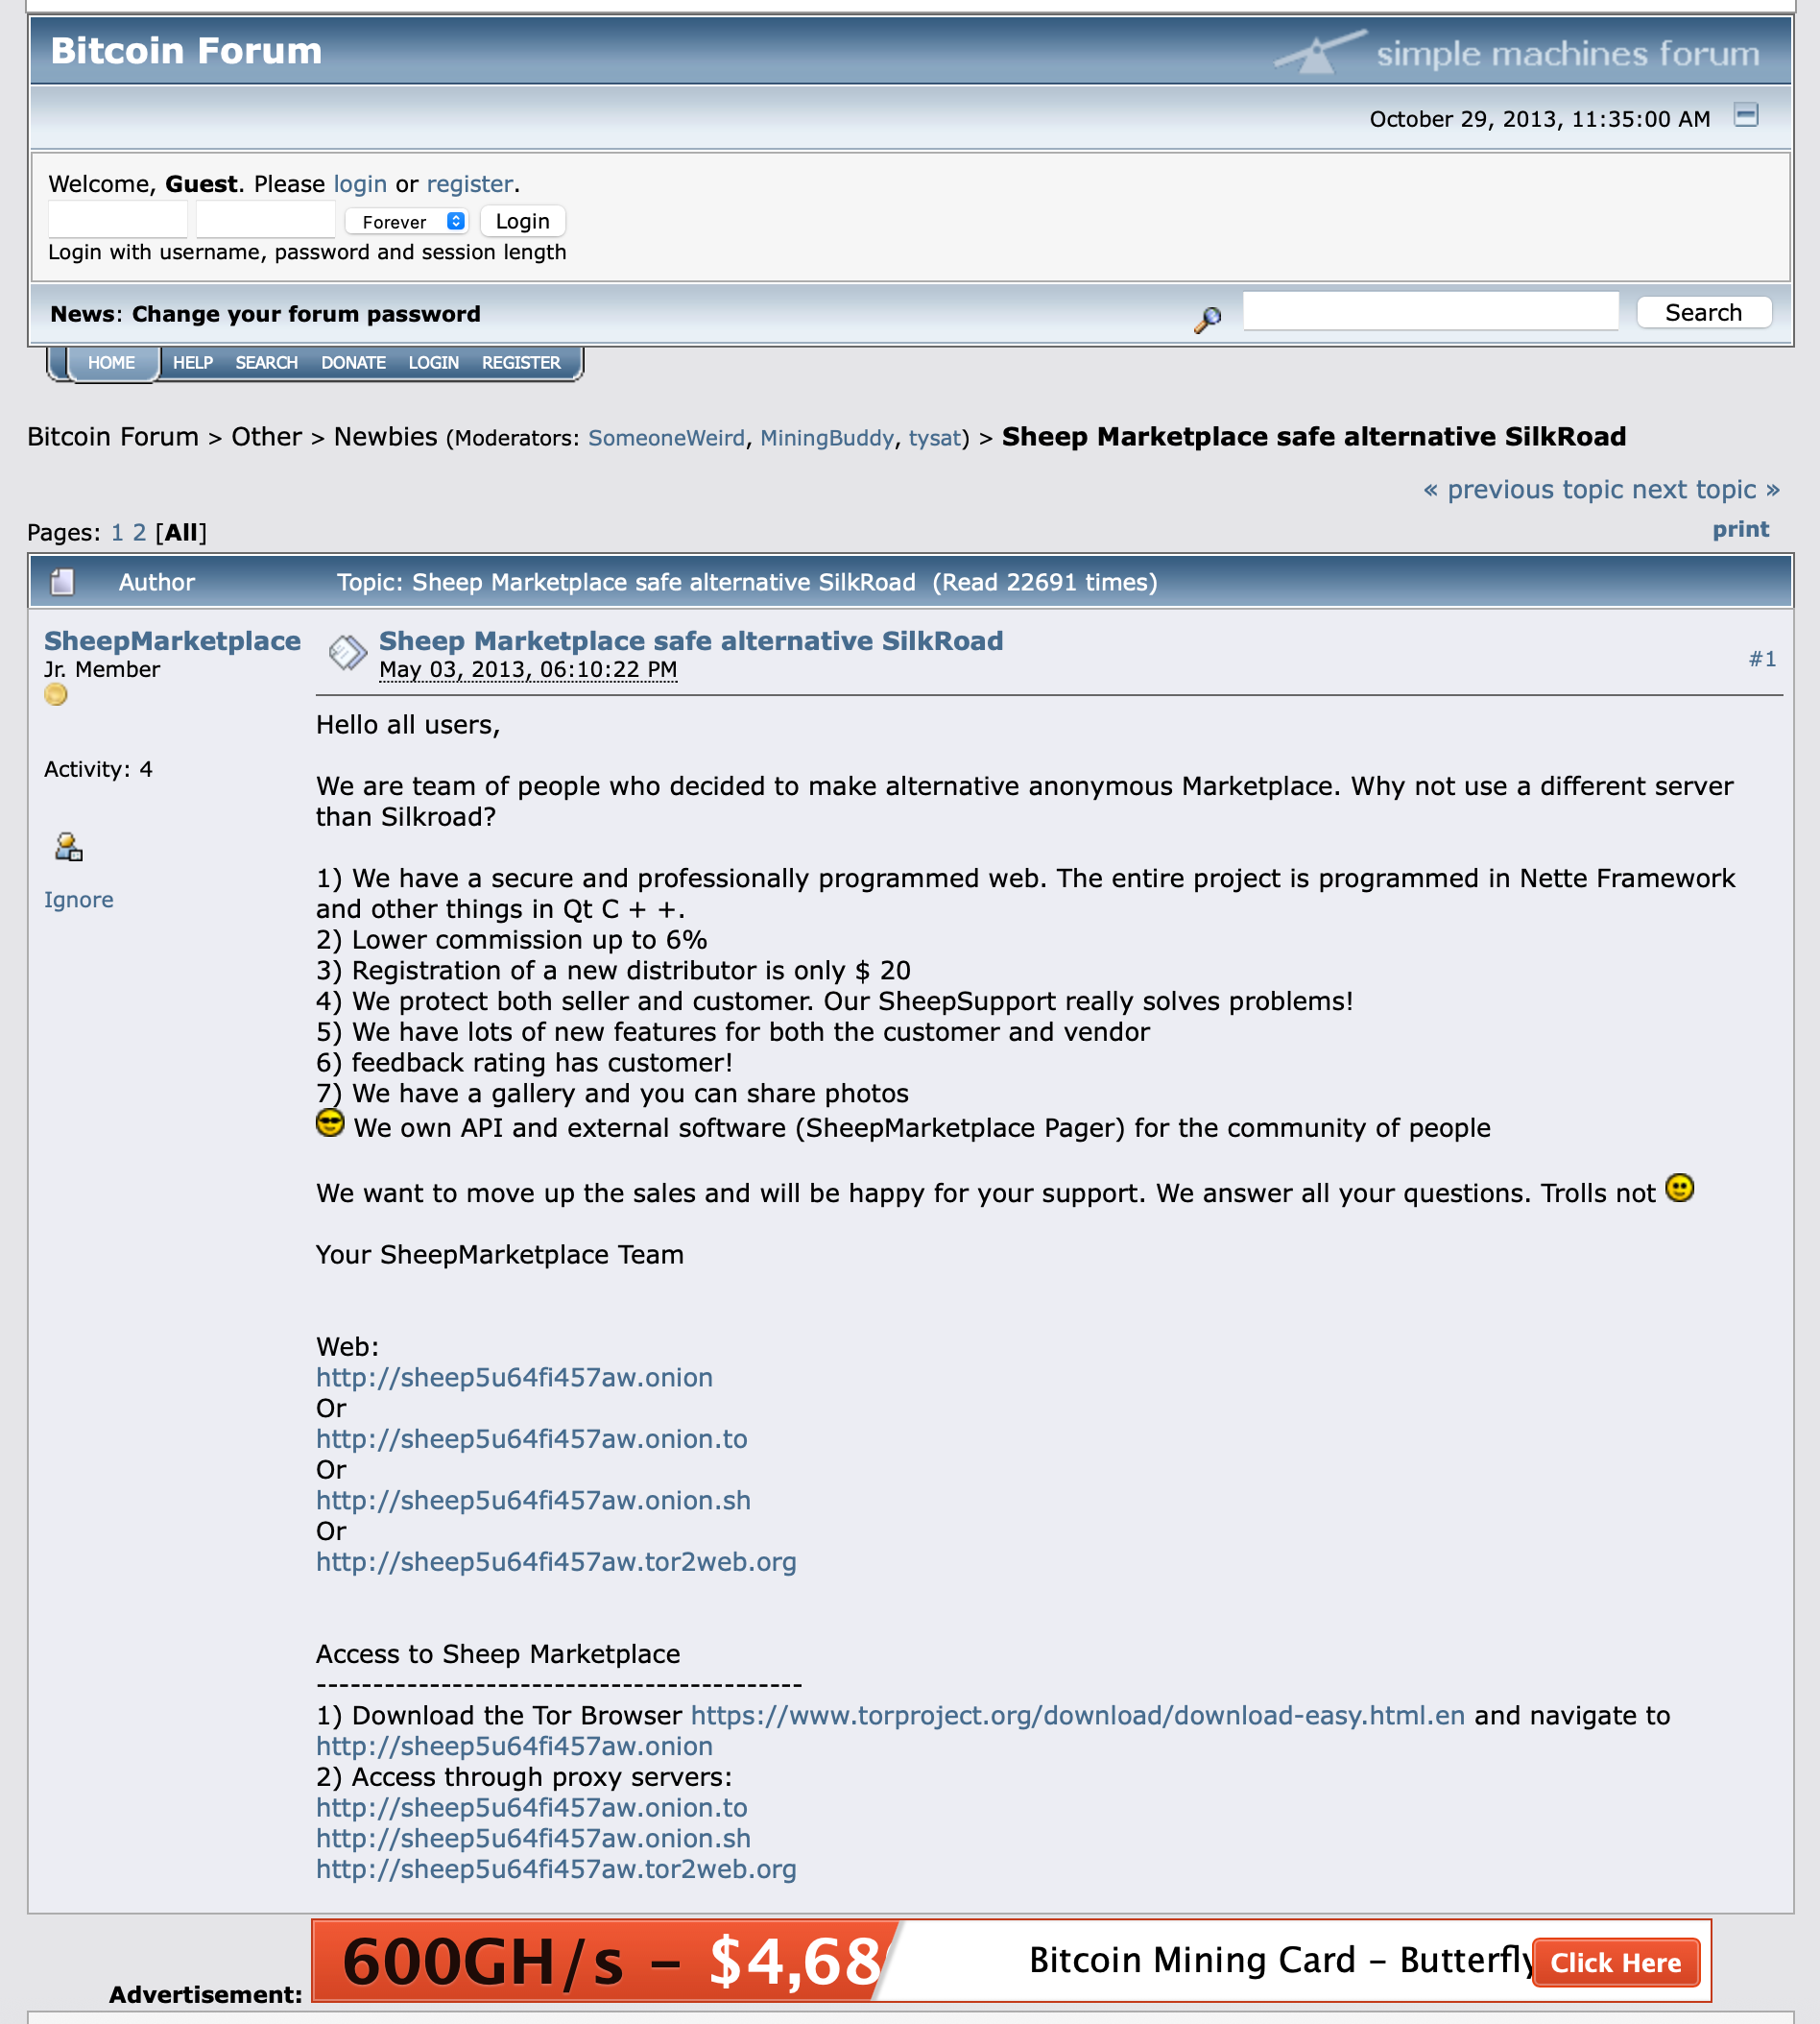 Bitcoin Forum
simple machines forum
October 29, 2013, 11:35:00 AM
Welcome, Guest. Please login or register.
Forever Login
Login with username, password and session length
News: Change your forum password
Search
HOME HELP SEARCH DONATE LOGIN REGISTER
Bitcoin Forum > Other > Newbies (Moderators: SomeoneWeird, MiningBuddy, tysat) > Sheep Marketplace safe alternative SilkRoad
« previous topic next topic »
Pages: 1 2 [All]
print
Author Topic: Sheep Marketplace safe alternative SilkRoad (Read 22691 times)
SheepMarketplace
Jr. Member
Activity: 4
Ignore
Sheep Marketplace safe alternative SilkRoad
May 03, 2013, 06:10:22 PM
#1
Hello all users,
We are team of people who decided to make alternative anonymous Marketplace. Why not use a different server
than Silkroad?
1) We have a secure and professionally programmed web. The entire project is programmed in Nette Framework
and other things in Qt C + +.
2) Lower commission up to 6%
3) Registration of a new distributor is only $ 20
4) We protect both seller and customer. Our SheepSupport really solves problems!
5) We have lots of new features for both the customer and vendor
6) feedback rating has customer!
7) We have a gallery and you can share photos
We own API and external software (SheepMarketplace Pager) for the community of people
We want to move up the sales and will be happy for your support. We answer all your questions. Trolls not
Your SheepMarketplace Team
Web:
http://sheep5u64fi457aw.onion
Or
http://sheep5u64fi457aw.onion.to
Or
http://sheep5u64fi457aw.onion.sh
Or
http://sheep5u64fi457aw.tor2web.org
Access to Sheep Marketplace
-------------------------------------------
1) Download the Tor Browser https://www.torproject.org/download/download-easy.html.en and navigate to
http://sheep5u64fi457aw.onion
2) Access through proxy servers:
http://sheep5u64fi457aw.onion.to
http://sheep5u64fi457aw.onion.sh
http://sheep5u64fi457aw.tor2web.org
Advertisement:
600GH/s – $4,68
Bitcoin Mining Card – Butterfly
Click Here